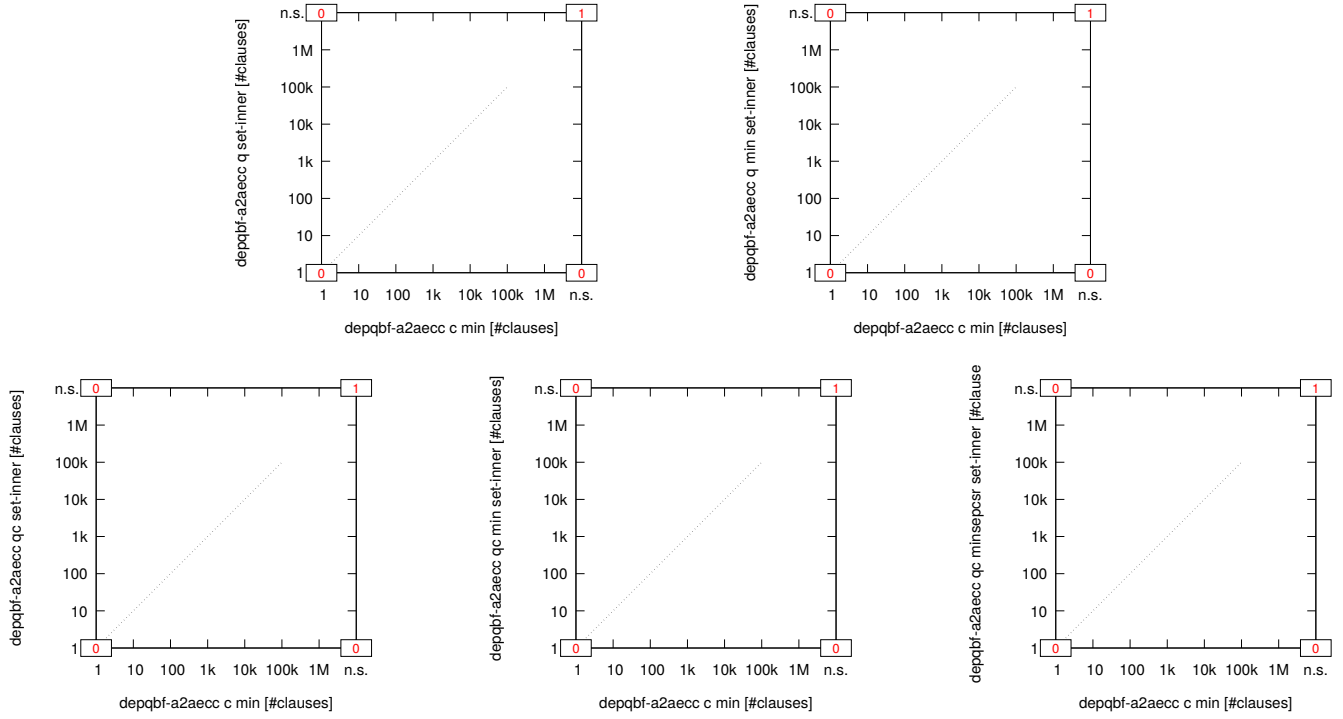 n.s. 0 1
1M
100k
10k
1k
100
10
1 0 0
1 10 100 1k 10k 100k 1M n.s.
depqbf-a2aecc q set-inner [#clauses]
depqbf-a2aecc c min [#clauses]
n.s. 0 1
1M
100k
10k
1k
100
10
1 0 0
1 10 100 1k 10k 100k 1M n.s.
depqbf-a2aecc q min set-inner [#clauses]
depqbf-a2aecc c min [#clauses]
n.s. 0 1
1M
100k
10k
1k
100
10
1 0 0
1 10 100 1k 10k 100k 1M n.s.
depqbf-a2aecc qc set-inner [#clauses]
depqbf-a2aecc c min [#clauses]
n.s. 0 1
1M
100k
10k
1k
100
10
1 0 0
1 10 100 1k 10k 100k 1M n.s.
depqbf-a2aecc qc min set-inner [#clauses]
depqbf-a2aecc c min [#clauses]
n.s. 0 1
1M
100k
10k
1k
100
10
1 0 0
1 10 100 1k 10k 100k 1M n.s.
depqbf-a2aecc qc minsepcsr set-inner [#clause
depqbf-a2aecc c min [#clauses]